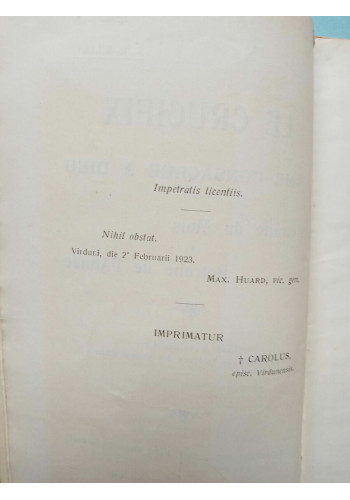 Impetratis licentiis.
Nihil obstat.
Virduni, die 2ª Februarii 1923.
Max. Huard, vic. gen.
IMPRIMATUR
† CAROLUS,
episc. Virdunensis.